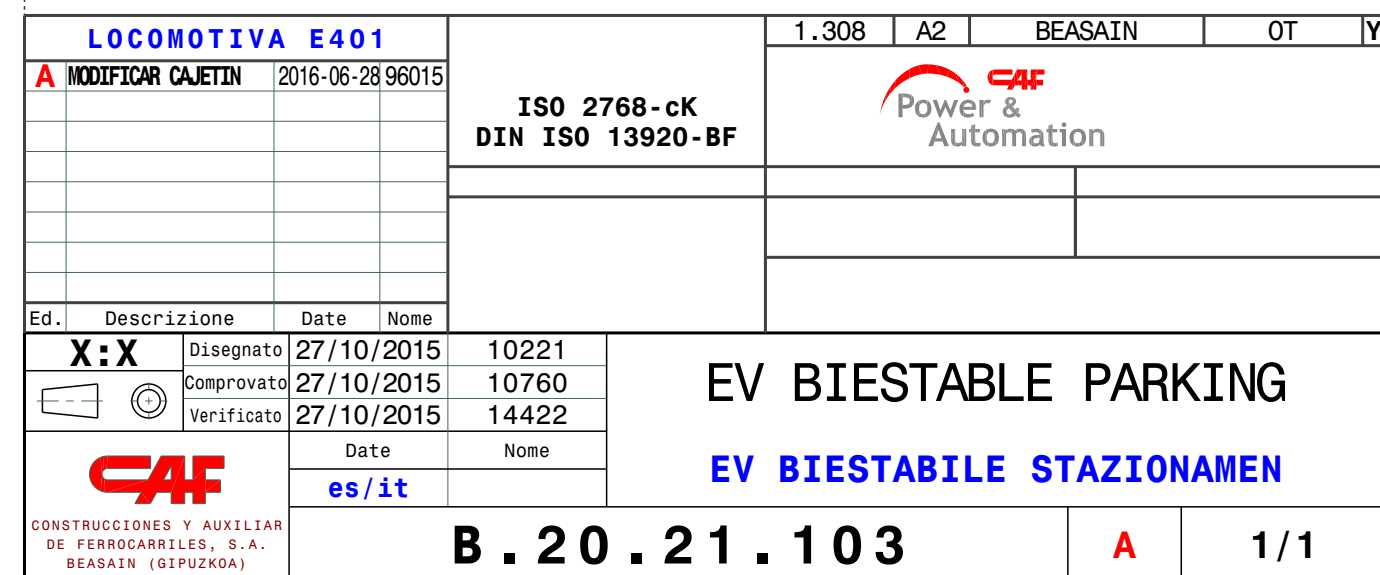 LOCOMOTIVA E401
1.308 A2 BEASAIN OT Y
A MODIFICAR CAJETIN 2016-06-28 96015
ISO 2768-cK
DIN ISO 13920-BF
CAF
Power &
Automation
Ed. Descrizione Date Nome
X:X
Disegnato 27/10/2015 10221
Comprovato 27/10/2015 10760
Verificato 27/10/2015 14422
Date Nome
es/it
EV BIESTABLE PARKING
EV BIESTABILE STAZIONAMEN
CAF
CONSTRUCCIONES Y AUXILIAR
DE FERROCARRILES, S.A.
BEASAIN (GIPUZKOA)
B.20.21.103 A 1/1